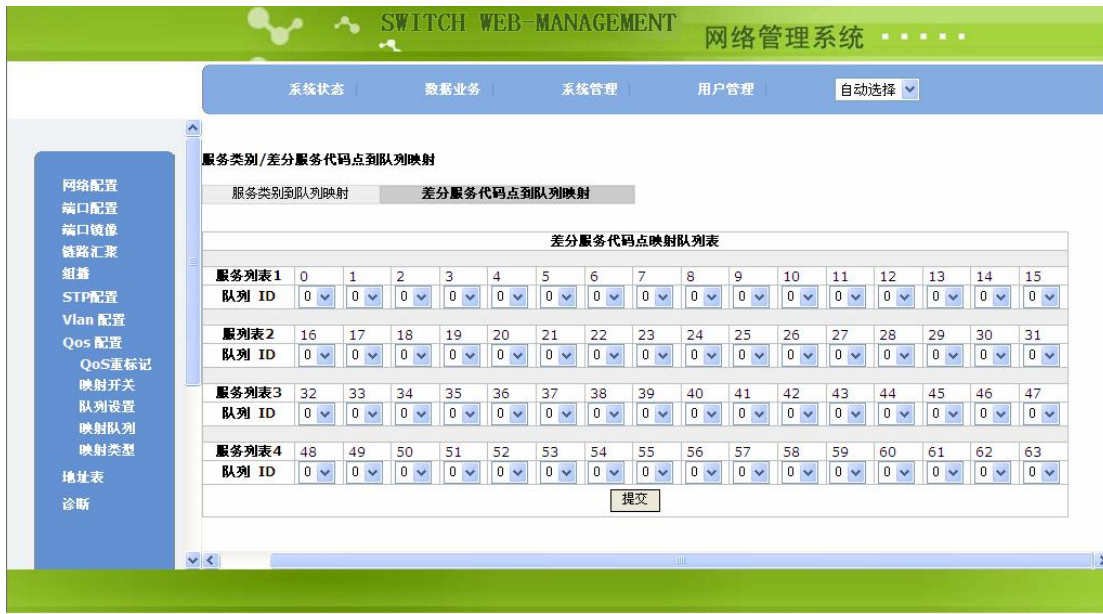 SWITCH WEB-MANAGEMENT 网络管理系统
系统状态 数据业务 系统管理 用户管理 自动选择
网络配置
端口配置
端口镜像
链路汇聚
组播
STP配置
Vlan 配置
Qos 配置
QoS重标记
映射开关
队列设置
映射队列
映射类型
地址表
诊断
服务类别/差分服务代码点到队列映射
服务类别到队列映射 差分服务代码点到队列映射
差分服务代码点映射队列表
服务列表1 0 1 2 3 4 5 6 7 8 9 10 11 12 13 14 15
队列 ID 0 0 0 0 0 0 0 0 0 0 0 0 0 0 0 0
服列表2 16 17 18 19 20 21 22 23 24 25 26 27 28 29 30 31
队列 ID 0 0 0 0 0 0 0 0 0 0 0 0 0 0 0 0
服务列表3 32 33 34 35 36 37 38 39 40 41 42 43 44 45 46 47
队列 ID 0 0 0 0 0 0 0 0 0 0 0 0 0 0 0 0
服务列表4 48 49 50 51 52 53 54 55 56 57 58 59 60 61 62 63
队列 ID 0 0 0 0 0 0 0 0 0 0 0 0 0 0 0 0
提交